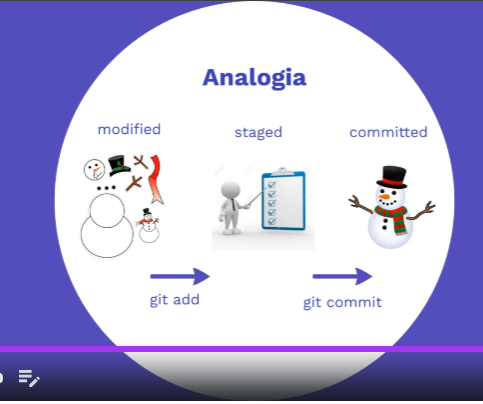 Analogia
modified
staged
committed
git add
git commit